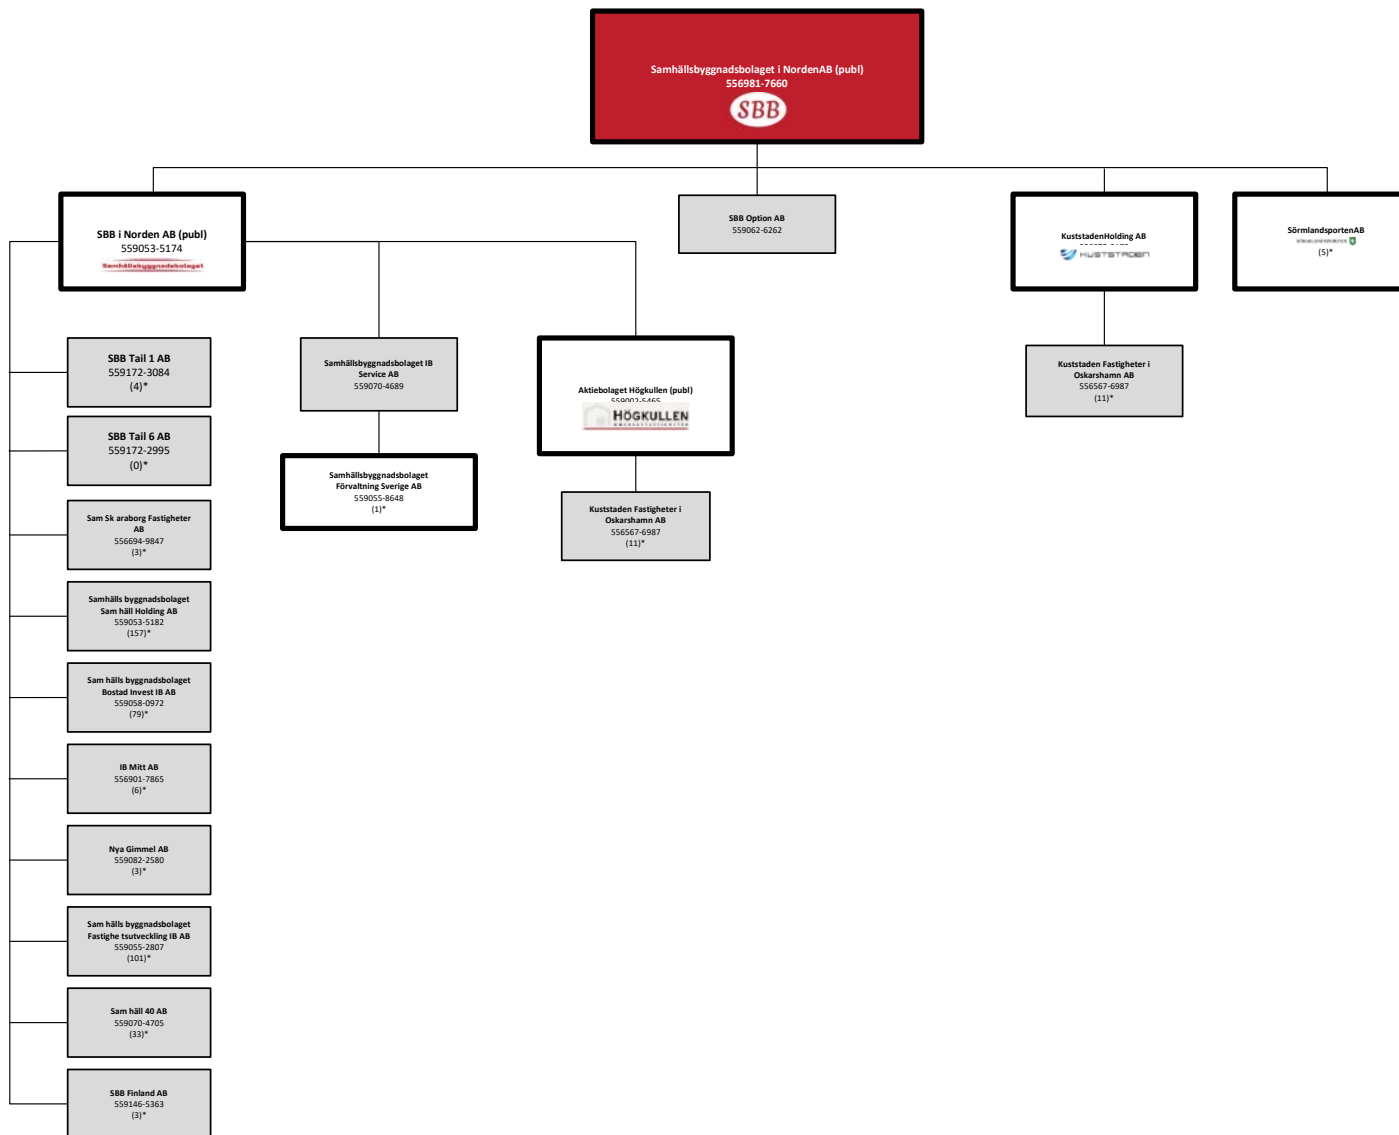 Samhällsbyggnadsbolaget i NordenAB (publ)
556981-7660
SBB
SBB i Norden AB (publ)
559053-5174
Samhällsbyggnadsbolaget
SBB Option AB
559062-6262
KuststadenHolding AB
KUSTSTADEN
SörmlandsportenAB
SÖRMLANDSPORTEN
(5)*
SBB Tail 1 AB
559172-3084
(4)*
Samhällsbyggnadsbolaget IB
Service AB
559070-4689
Aktiebolaget Högkullen (publ)
559002-5465
HÖGKULLEN
Kuststaden Fastigheter i
Oskarshamn AB
556567-6987
(11)*
SBB Tail 6 AB
559172-2995
(0)*
Samhällsbyggnadsbolaget
Förvaltning Sverige AB
559055-8648
(1)*
Kuststaden Fastigheter i
Oskarshamn AB
556567-6987
(11)*
Sam Sk araborg Fastigheter
AB
556694-9847
(3)*
Samhälls byggnadsbolaget
Sam häll Holding AB
559053-5182
(157)*
Sam hälls byggnadsbolaget
Bostad Invest IB AB
559058-0972
(79)*
IB Mitt AB
556901-7865
(6)*
Nya Gimmel AB
559082-2580
(3)*
Sam hälls byggnadsbolaget
Fastighe tsutveckling IB AB
559055-2807
(101)*
Sam häll 40 AB
559070-4705
(33)*
SBB Finland AB
559146-5363
(3)*